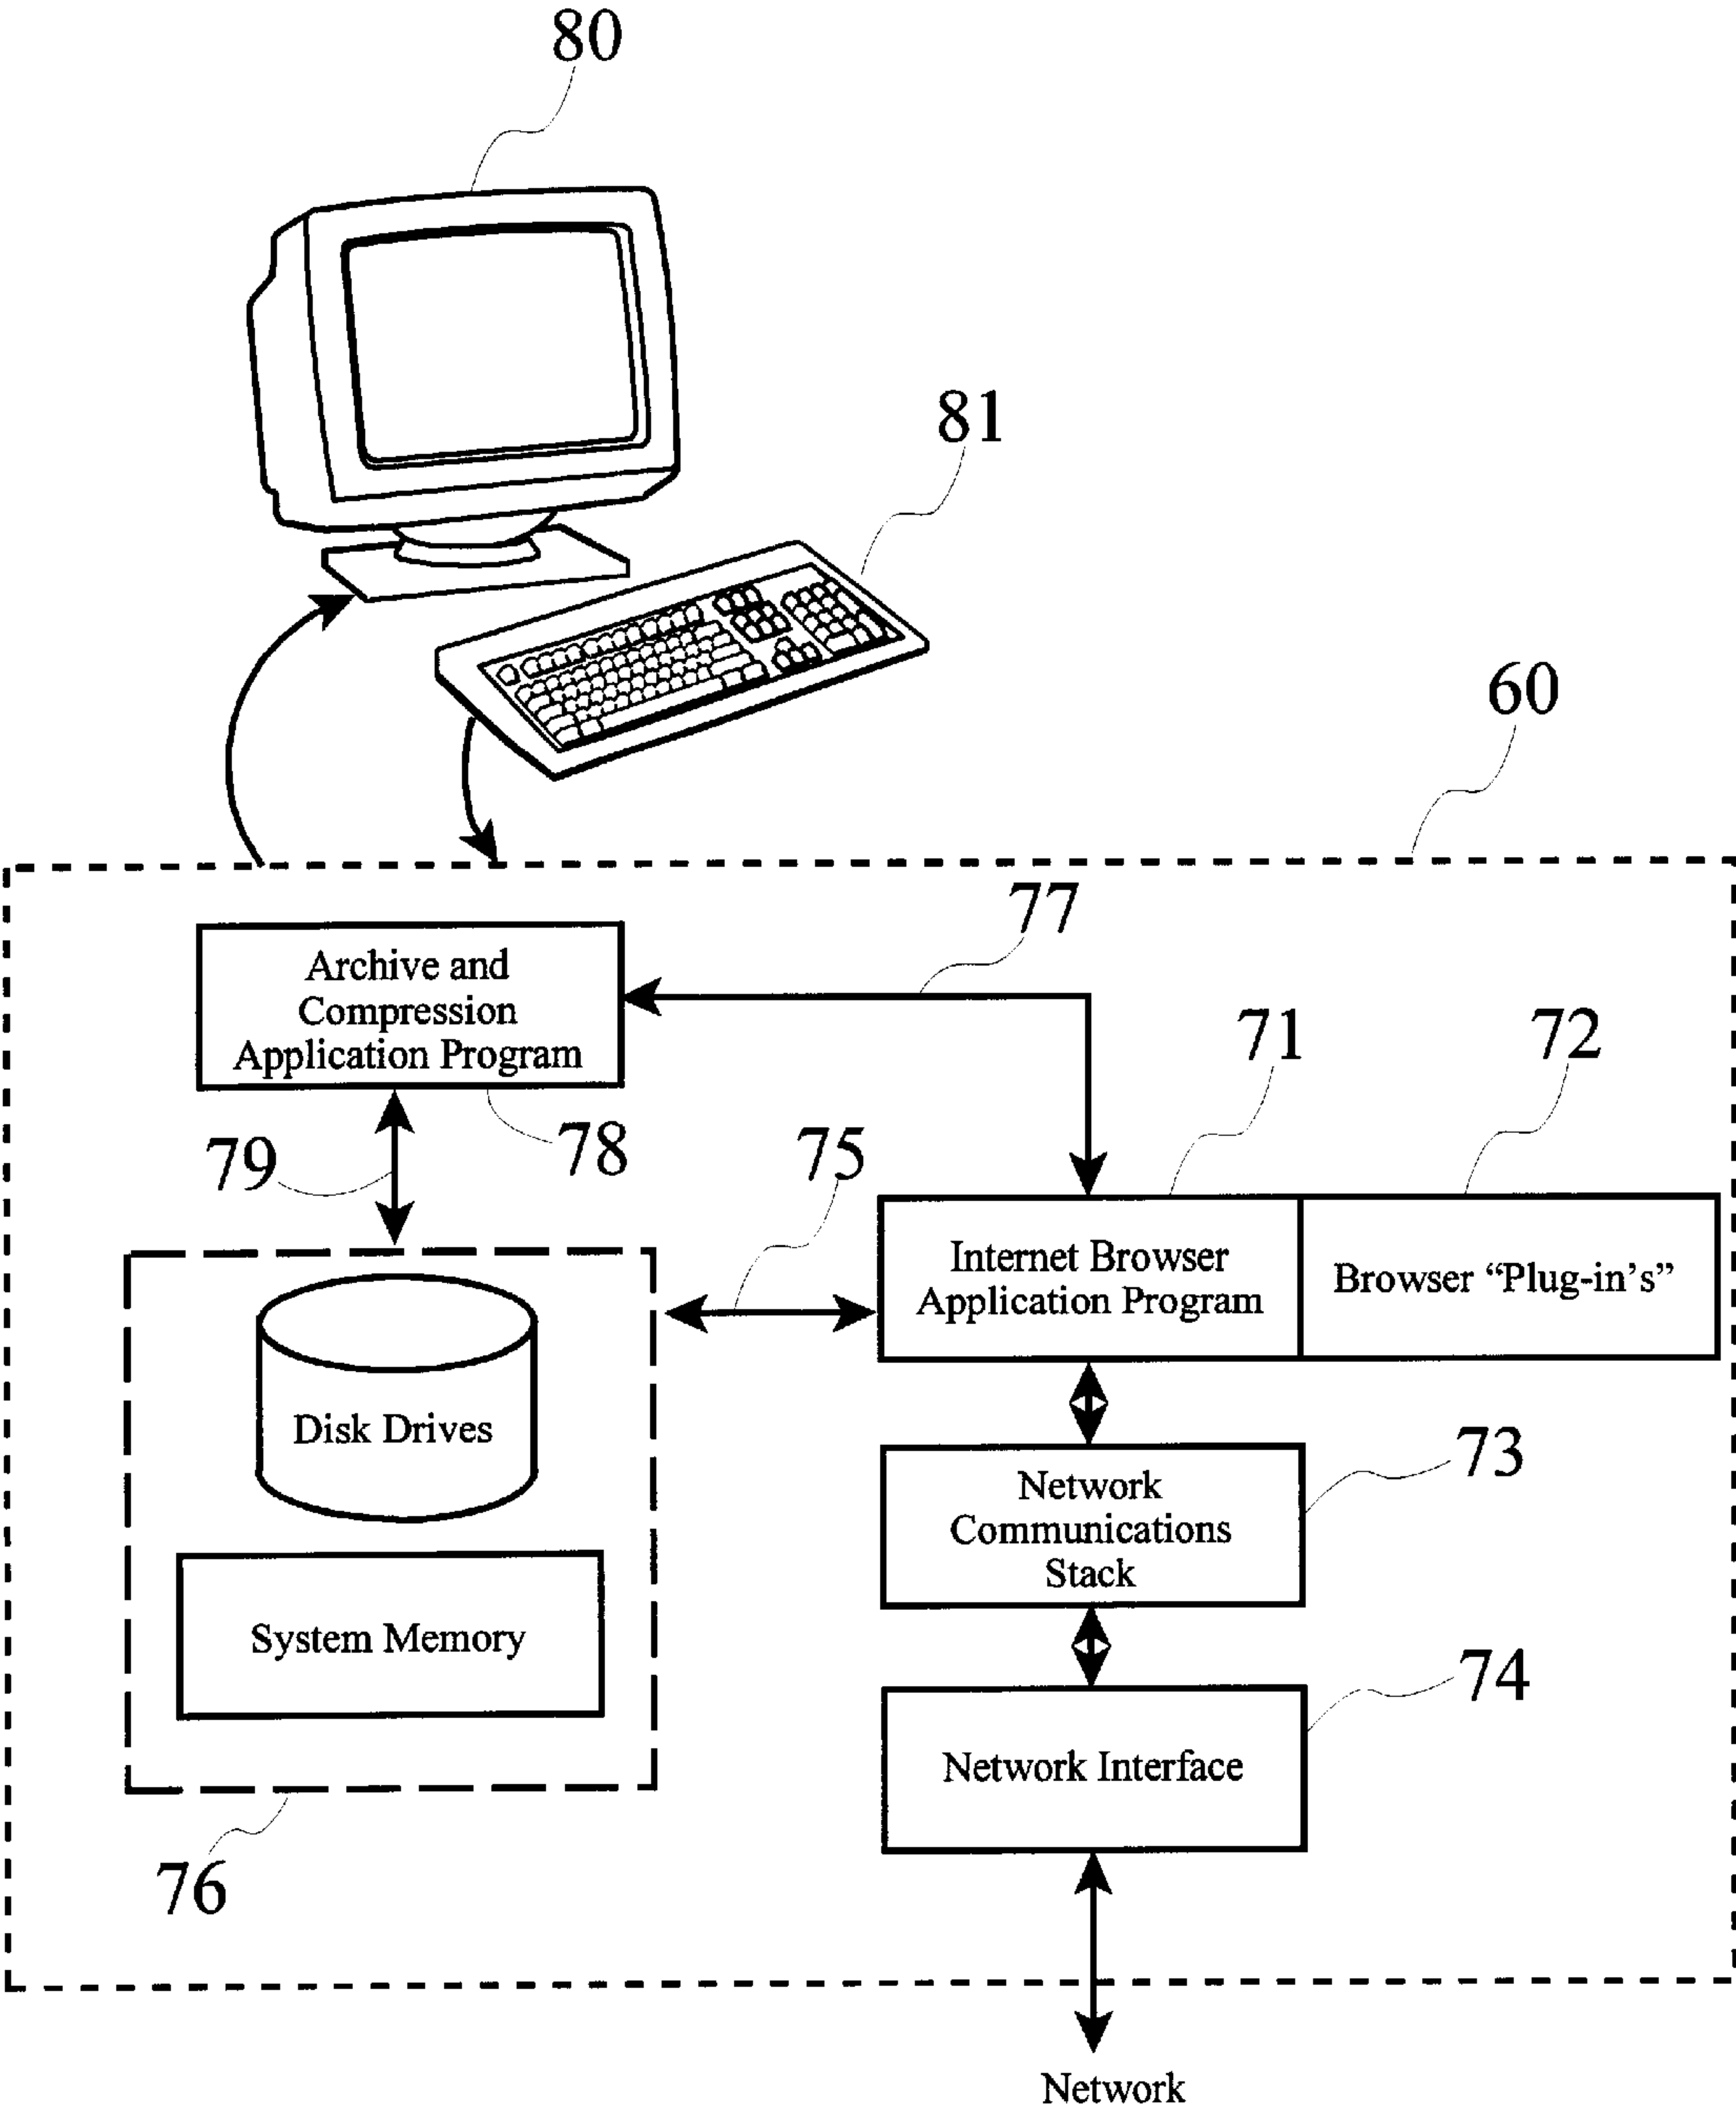 80
81
60
77
Archive and
Compression
Application Program
71
72
79
78
75
Internet Browser
Application Program
Browser “Plug-in’s”
Disk Drives
Network
Communications
Stack
73
System Memory
74
Network Interface
76
Network